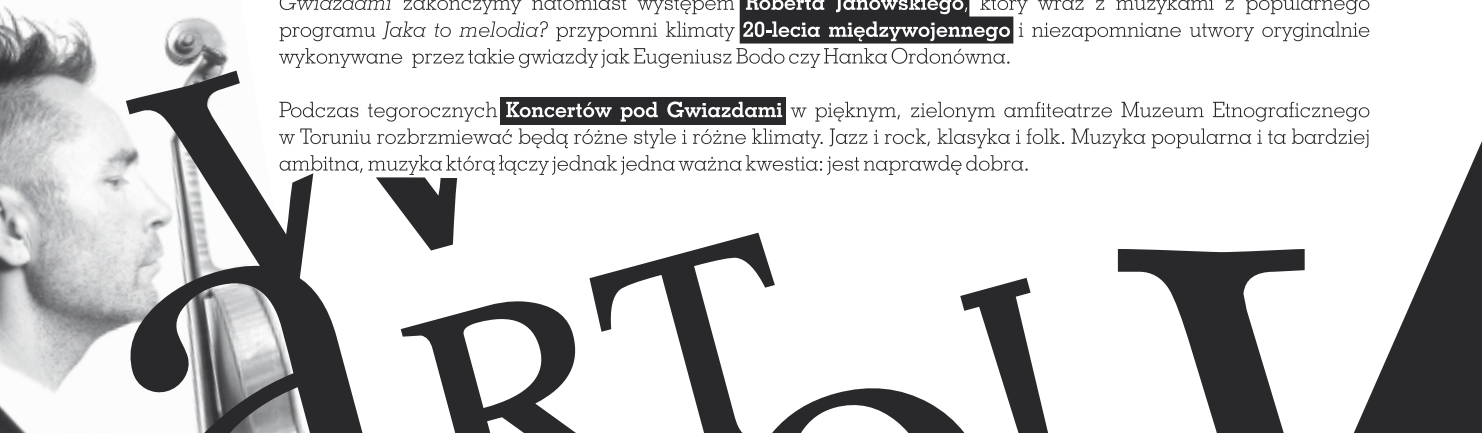 Gwiazdami zakończymy natomiast występem Roberta Janowskiego, który wraz z muzykami z popularnego
programu Jaka to melodia? przypomni klimaty 20-lecia międzywojennego i niezapomniane utwory oryginalnie
wykonywane przez takie gwiazdy jak Eugeniusz Bodo czy Hanka Ordonówna.
Podczas tegorocznych Koncertów pod Gwiazdami w pięknym, zielonym amfiteatrze Muzeum Etnograficznego
w Toruniu rozbrzmiewać będą różne style i różne klimaty. Jazz i rock, klasyka i folk. Muzyka popularna i ta bardziej
ambitna, muzyka którą łączy jednak jedna ważna kwestia: jest naprawdę dobra.